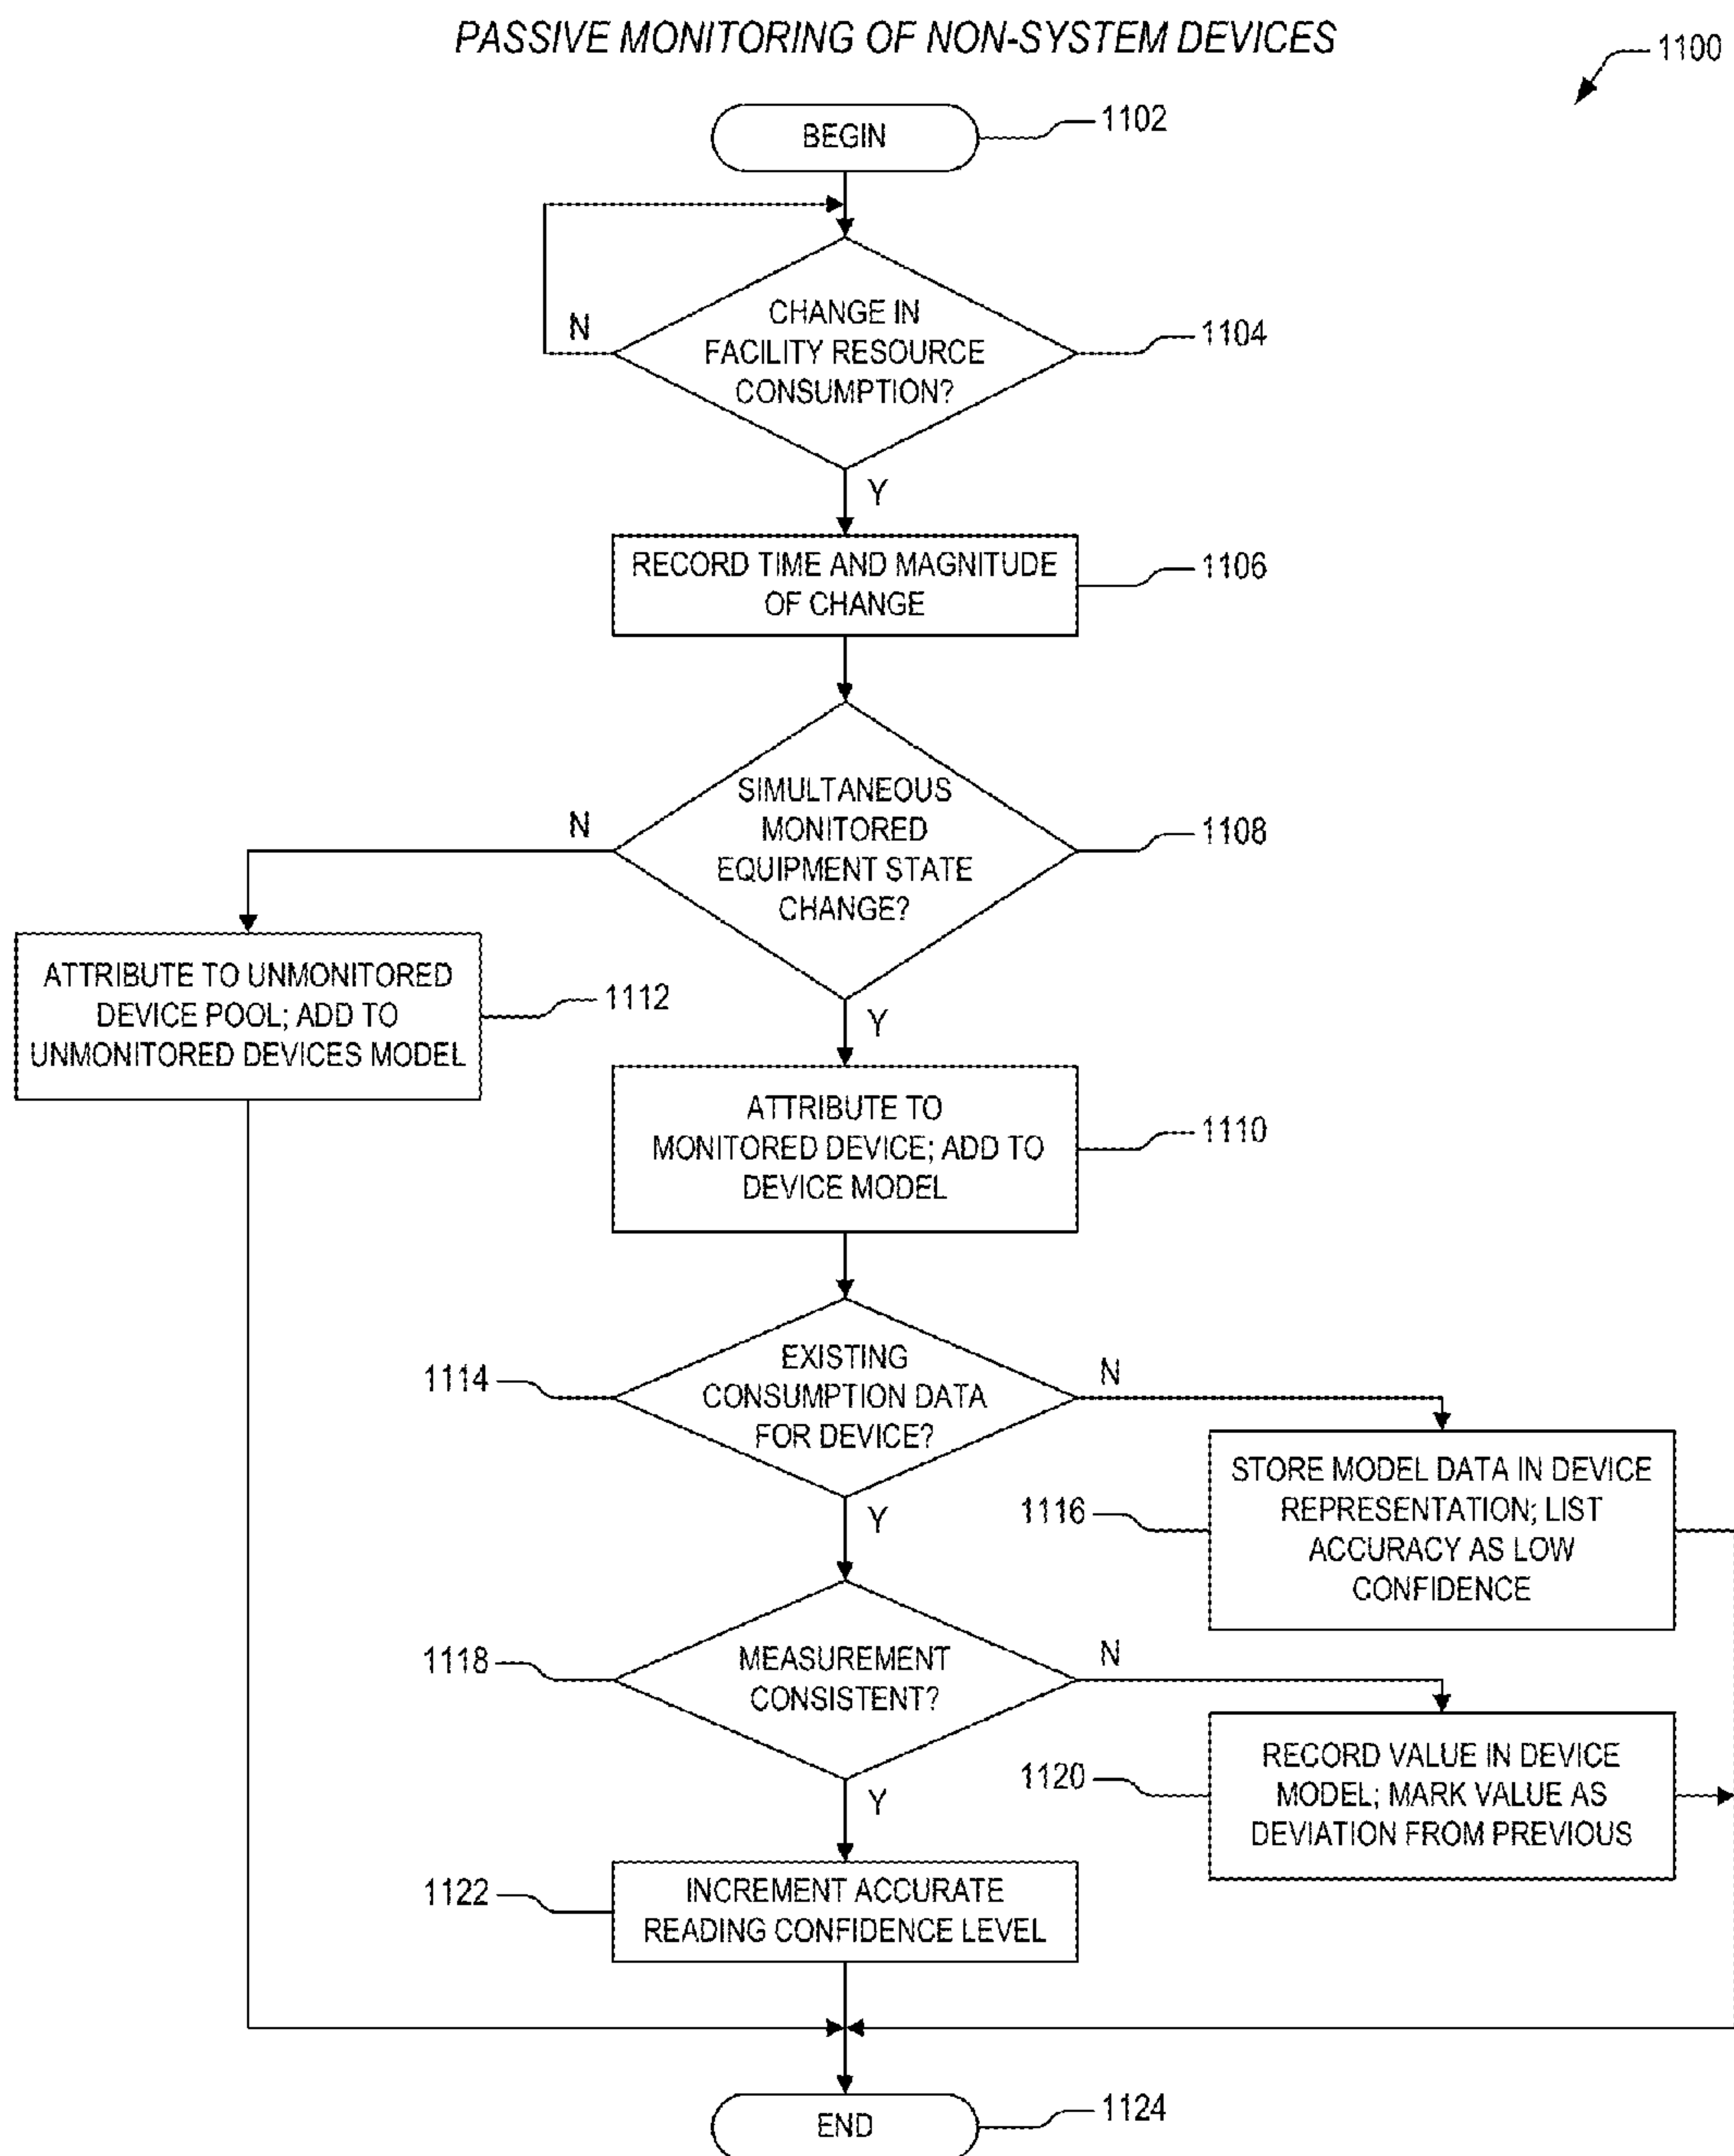 PASSIVE MONITORING OF NON-SYSTEM DEVICES
1100
BEGIN
1102
N
CHANGE IN
FACILITY RESOURCE
CONSUMPTION?
1104
Y
RECORD TIME AND MAGNITUDE
OF CHANGE
1106
N
SIMULTANEOUS
MONITORED
EQUIPMENT STATE
CHANGE?
1108
ATTRIBUTE TO UNMONITORED
DEVICE POOL; ADD TO
UNMONITORED DEVICES MODEL
1112
Y
ATTRIBUTE TO
MONITORED DEVICE; ADD TO
DEVICE MODEL
1110
1114
EXISTING
CONSUMPTION DATA
FOR DEVICE?
N
Y
1116
STORE MODEL DATA IN DEVICE
REPRESENTATION; LIST
ACCURACY AS LOW
CONFIDENCE
1118
MEASUREMENT
CONSISTENT?
N
Y
1120
RECORD VALUE IN DEVICE
MODEL; MARK VALUE AS
DEVIATION FROM PREVIOUS
1122
INCREMENT ACCURATE
READING CONFIDENCE LEVEL
END
1124